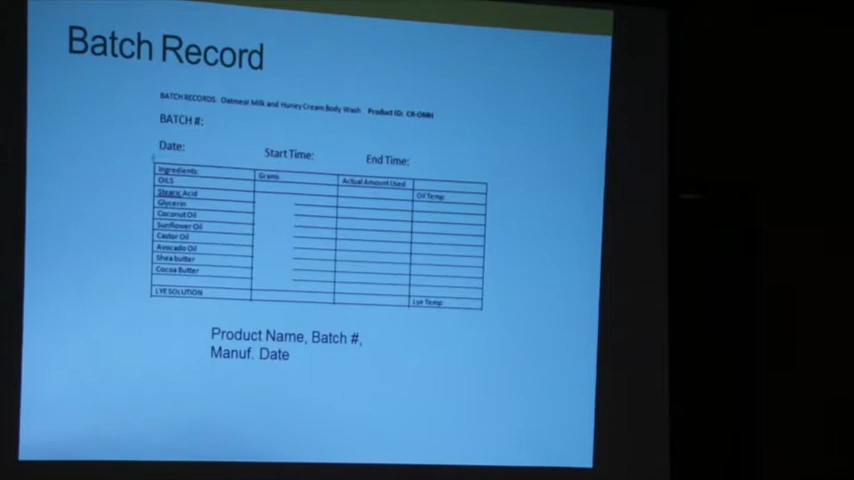 Batch Record
BATCH RECORDS: Oatmeal Milk and Honey Cream Body Wash Product ID: CR-OMH
BATCH #:
Date: Start Time: End Time:
Ingredients: Grams Actual Amount Used
OILS
Stearic Acid Oil Temp:
Glycerin
Coconut Oil
Sunflower Oil
Castor Oil
Avocado Oil
Shea butter
Cocoa Butter
LYE SOLUTION Lye Temp:
Product Name, Batch #,
Manuf. Date